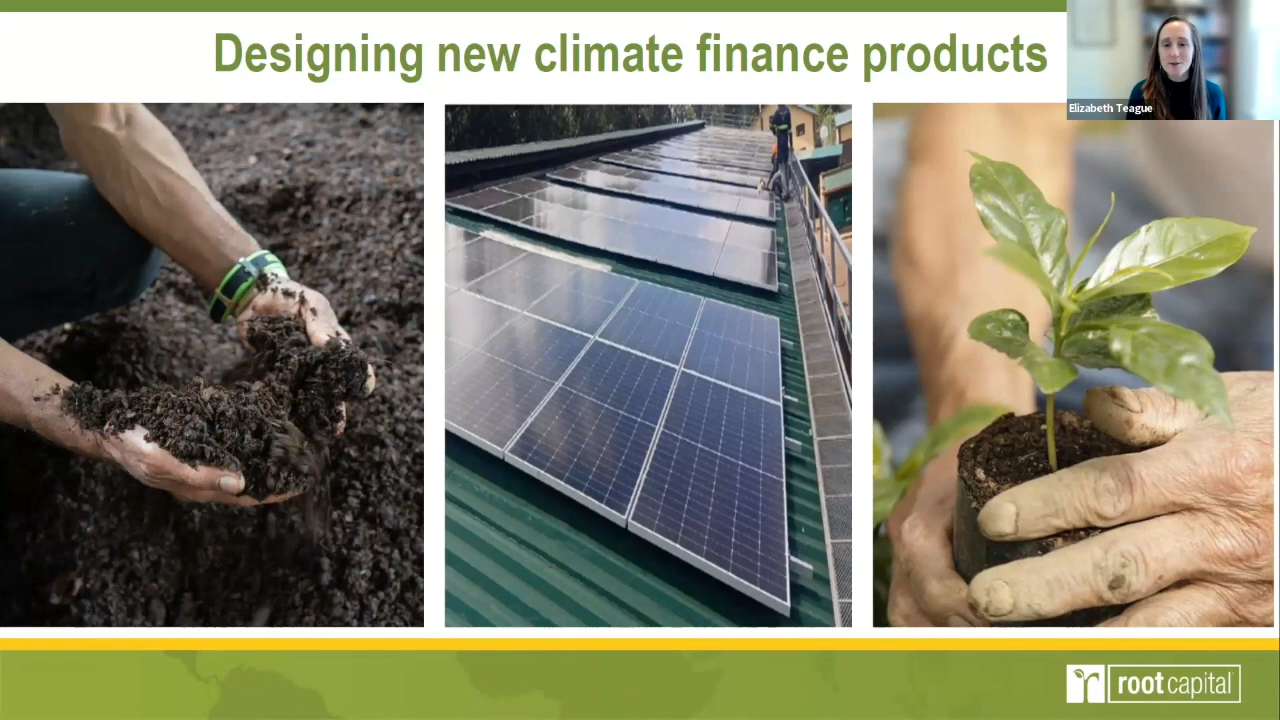 Designing new climate finance products
Elizabeth Teague
root capital